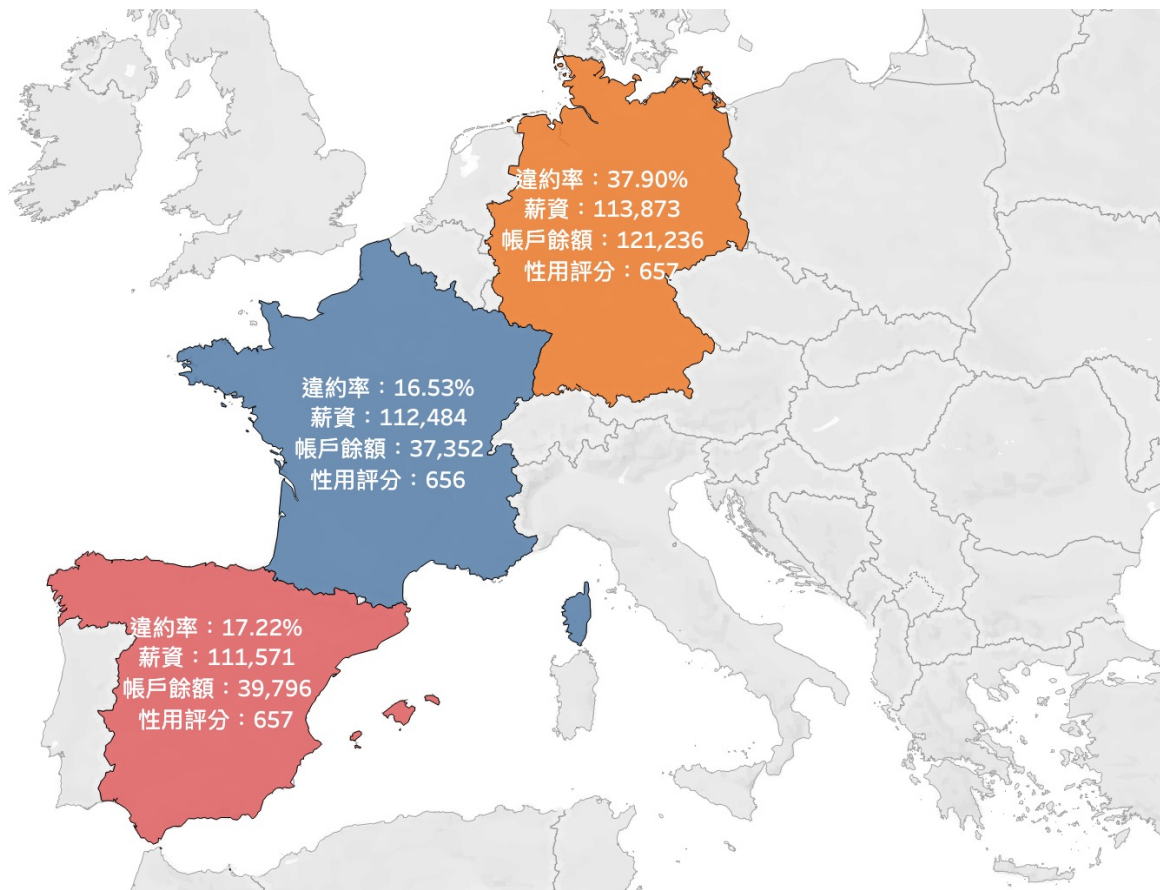 違約率：37.90%
薪資：113,873
帳戶餘額：121,236
性用評分：657
違約率：16.53%
薪資：112,484
帳戶餘額：37,352
性用評分：656
違約率：17.22%
薪資：111,571
帳戶餘額：39,796
性用評分：657